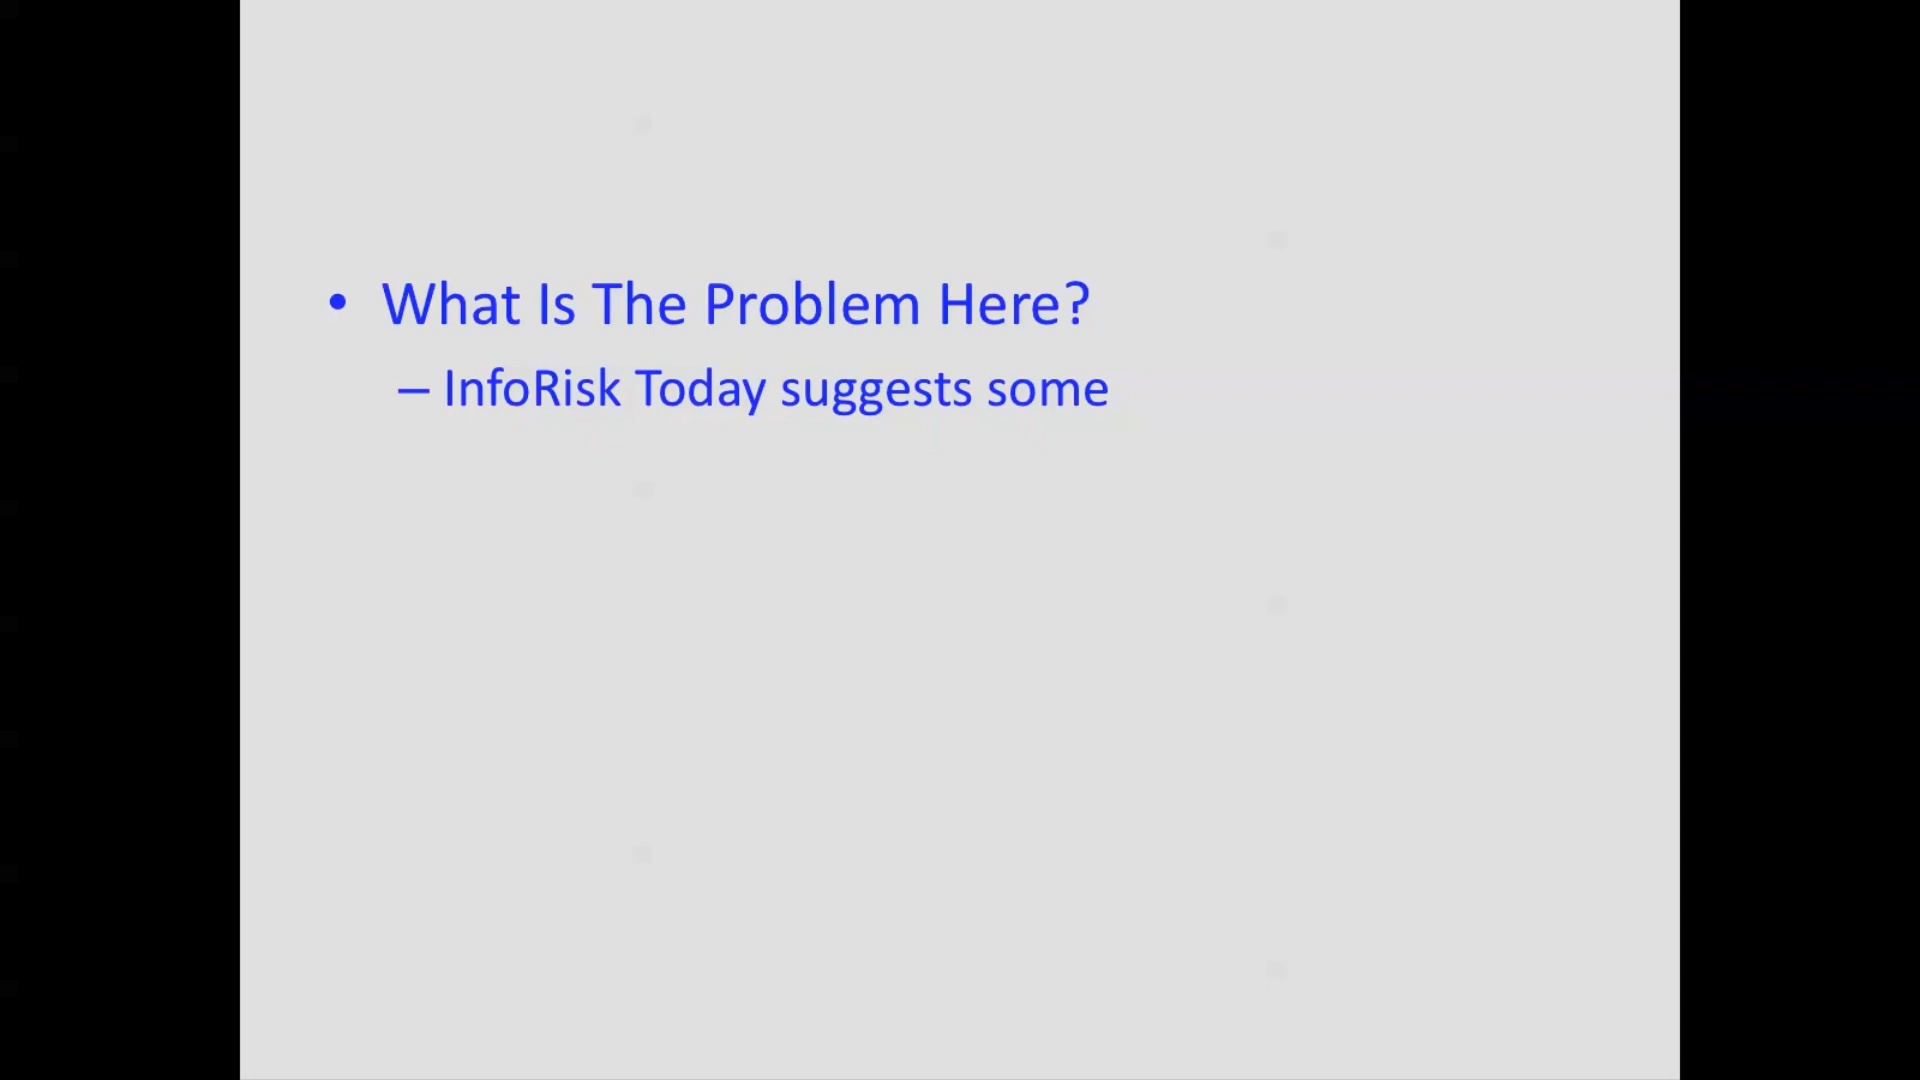 • What Is The Problem Here?
– InfoRisk Today suggests some